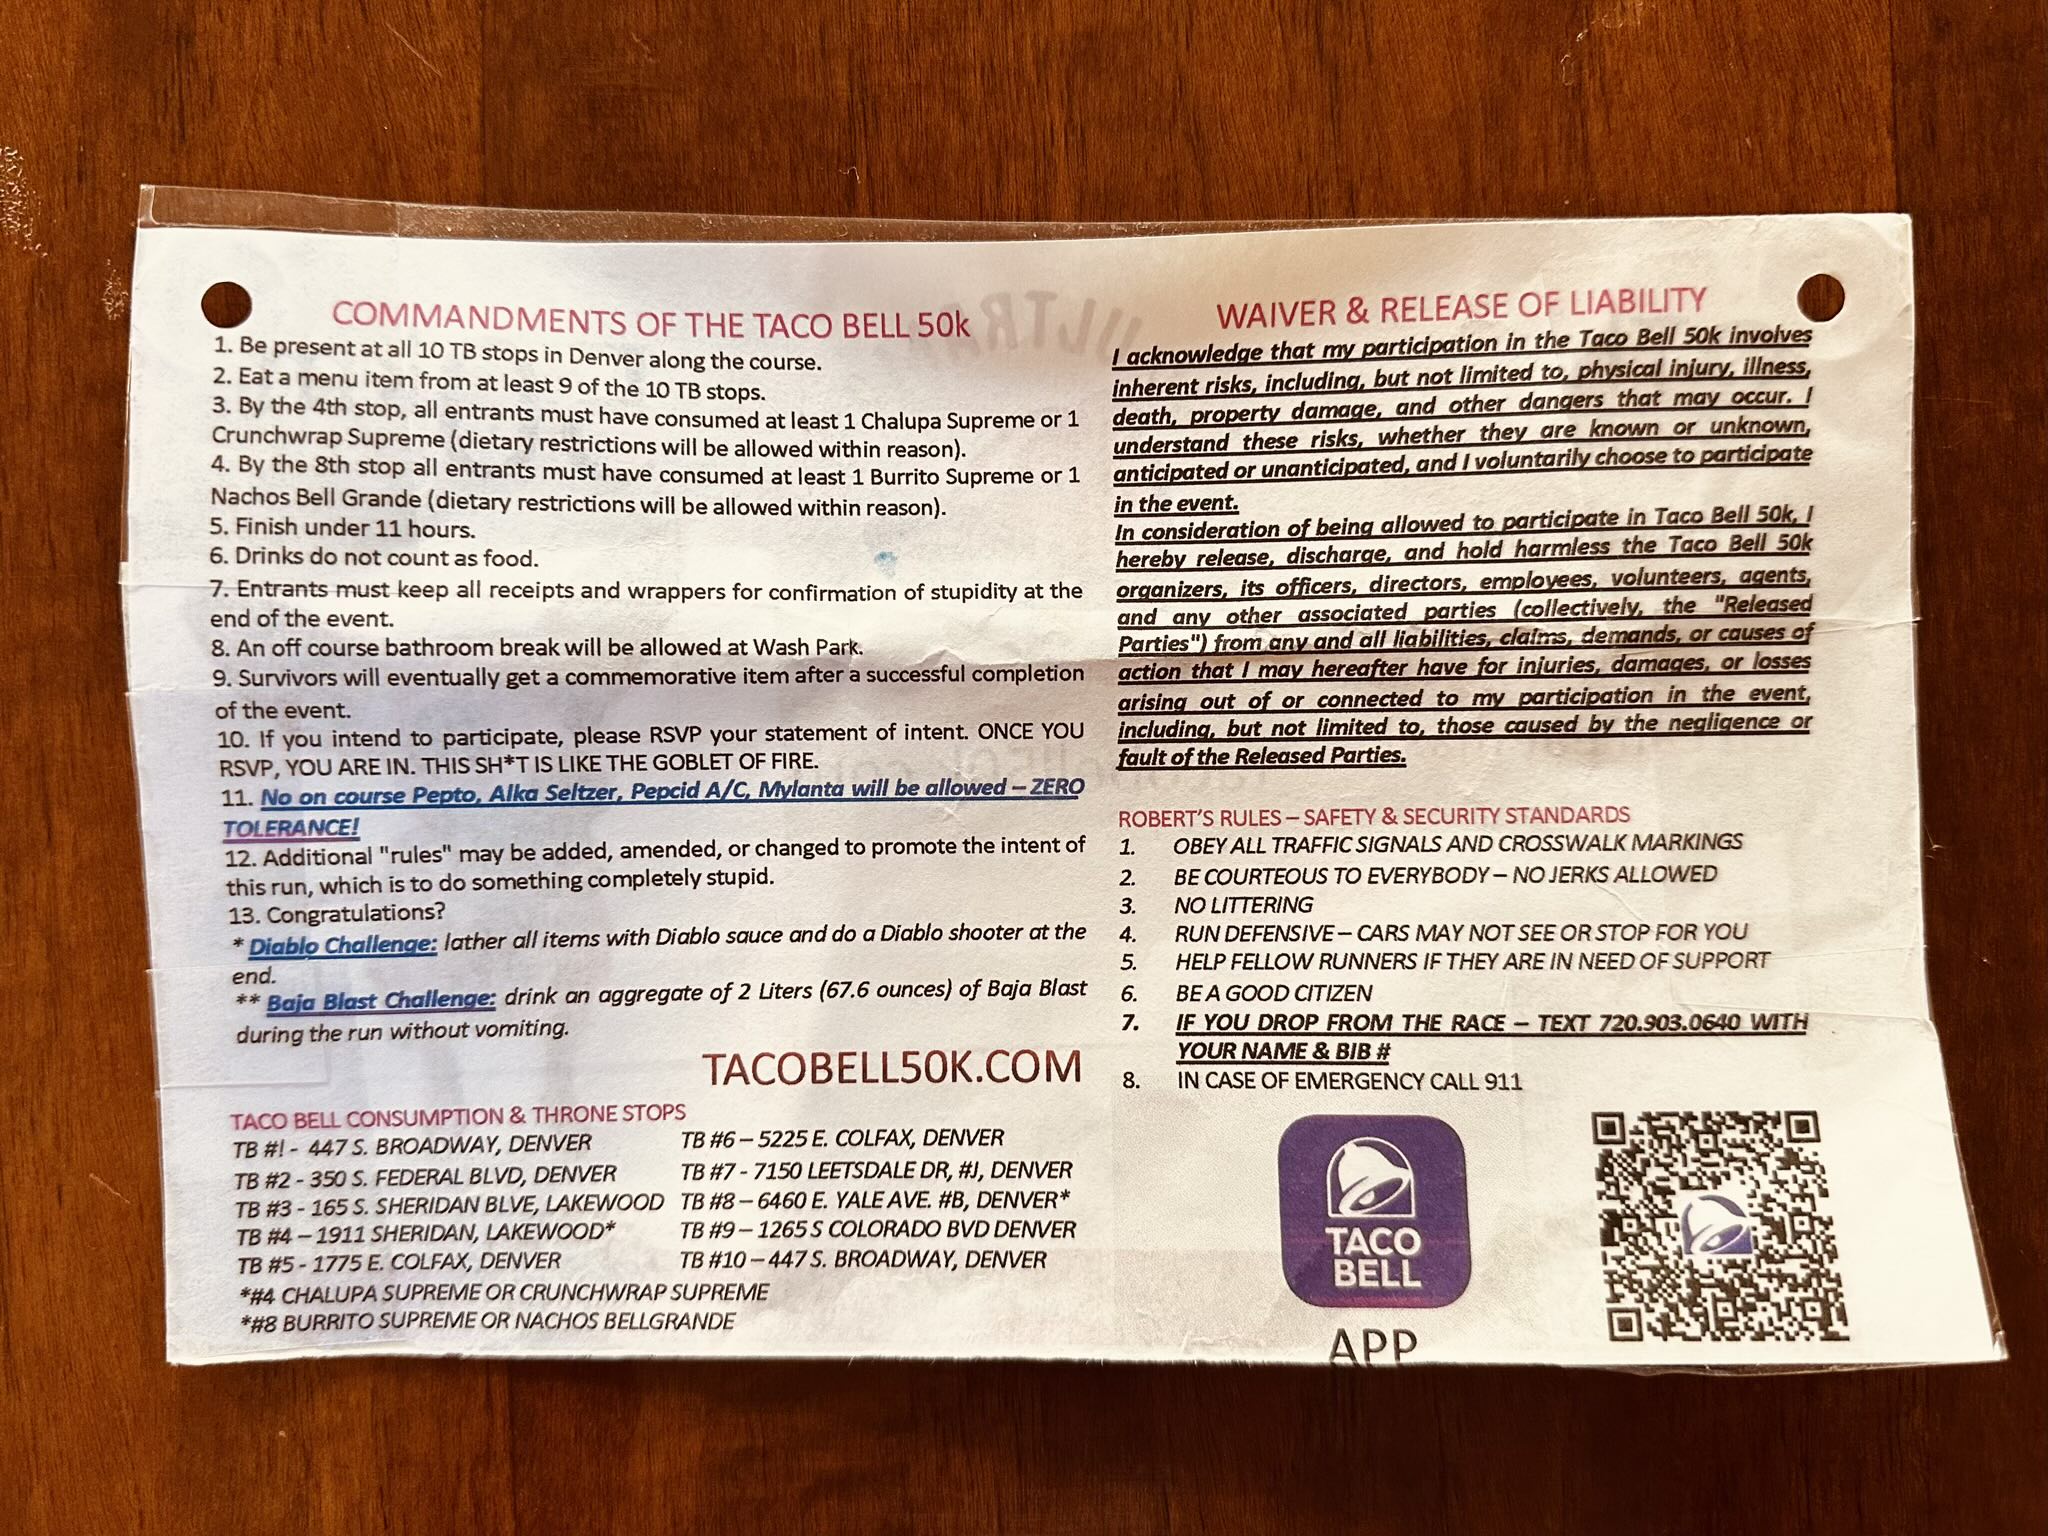 COMMANDMENTS OF THE TACO BELL 50k
1. Be present at all 10 TB stops in Denver along the course.
2. Eat a menu item from at least 9 of the 10 TB stops.
3. By the 4th stop, all entrants must have consumed at least 1 Chalupa Supreme or 1
Crunchwrap Supreme (dietary restrictions will be allowed within reason).
4. By the 8th stop all entrants must have consumed at least 1 Burrito Supreme or 1
Nachos Bell Grande (dietary restrictions will be allowed within reason).
5. Finish under 11 hours.
6. Drinks do not count as food.
7. Entrants must keep all receipts and wrappers for confirmation of stupidity at the
end of the event.
8. An off course bathroom break will be allowed at Wash Park.
9. Survivors will eventually get a commemorative item after a successful completion
of the event.
10. If you intend to participate, please RSVP your statement of intent. ONCE YOU
RSVP, YOU ARE IN. THIS SH*T IS LIKE THE GOBLET OF FIRE.
11. No on course Pepto, Alka Seltzer, Pepcid A/C, Mylanta will be allowed – ZERO
TOLERANCE!
12. Additional "rules" may be added, amended, or changed to promote the intent of
this run, which is to do something completely stupid.
13. Congratulations?
* Diablo Challenge: lather all items with Diablo sauce and do a Diablo shooter at the
end.
** Baja Blast Challenge: drink an aggregate of 2 Liters (67.6 ounces) of Baja Blast
during the run without vomiting.
TACOBELL50K.COM
TACO BELL CONSUMPTION & THRONE STOPS
TB #!- 447 S. BROADWAY, DENVER
TB #2 - 350 S. FEDERAL BLVD, DENVER
TB #3 - 165 S. SHERIDAN BLVE, LAKEWOOD
TB #4 – 1911 SHERIDAN, LAKEWOOD*
TB #5 - 1775 E. COLFAX, DENVER
TB #6 – 5225 E. COLFAX, DENVER
TB #7 - 7150 LEETSDALE DR, #J, DENVER
TB #8 – 6460 E. YALE AVE. #B, DENVER*
TB #9 – 1265 S COLORADO BVD DENVER
TB #10 – 447 S. BROADWAY, DENVER
*#4 CHALUPA SUPREME OR CRUNCHWRAP SUPREME
*#8 BURRITO SUPREME OR NACHOS BELLGRANDE
WAIVER & RELEASE OF LIABILITY
I acknowledge that my participation in the Taco Bell 50k involves
inherent risks, including, but not limited to, physical injury, illness,
death, property damage, and other dangers that may occur. I
understand these risks, whether they are known or unknown,
anticipated or unanticipated, and I voluntarily choose to participate
in the event.
In consideration of being allowed to participate in Taco Bell 50k, I
hereby release, discharge, and hold harmless the Taco Bell 50k
organizers, its officers, directors, employees, volunteers, agents,
and any other associated parties (collectively, the "Released
Parties") from any and all liabilities, claims, demands, or causes of
action that I may hereafter have for injuries, damages, or losses
arising out of or connected to my participation in the event,
including, but not limited to, those caused by the negligence or
fault of the Released Parties.
ROBERT'S RULES – SAFETY & SECURITY STANDARDS
1. OBEY ALL TRAFFIC SIGNALS AND CROSSWALK MARKINGS
2. BE COURTEOUS TO EVERYBODY – NO JERKS ALLOWED
3. NO LITTERING
4. RUN DEFENSIVE – CARS MAY NOT SEE OR STOP FOR YOU
5. HELP FELLOW RUNNERS IF THEY ARE IN NEED OF SUPPORT
6. BE A GOOD CITIZEN
7. IF YOU DROP FROM THE RACE – TEXT 720.903.0640 WITH
YOUR NAME & BIB #
8. IN CASE OF EMERGENCY CALL 911
TACO
BELL
APP